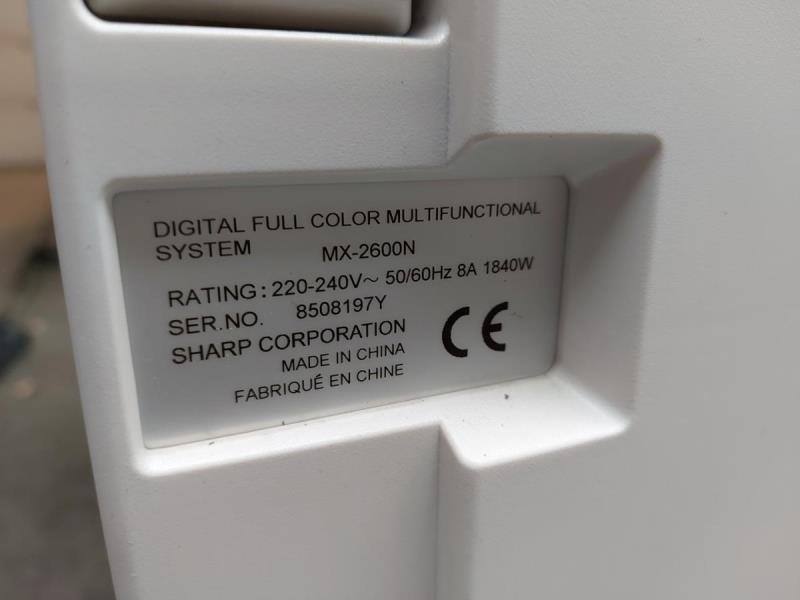 DIGITAL FULL COLOR MULTIFUNCTIONAL
SYSTEM MX-2600N
RATING: 220-240V~ 50/60Hz 8A 1840W
SER.NO. 8508197Y
SHARP CORPORATION
MADE IN CHINA
FABRIQUÉ EN CHINE
CE